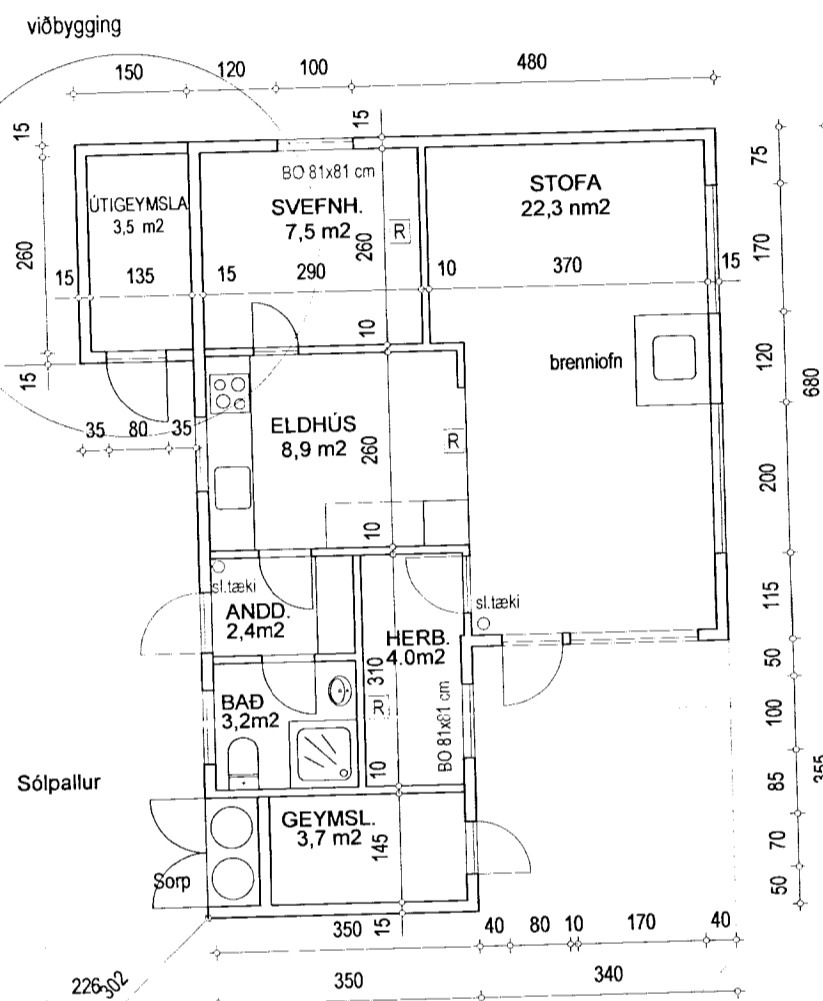 viðbygging
150 120 100 480
15 15
BO 81x81 cm
75
ÚTIGEYMSLA
3,5 m2
SVEFNH.
7,5 m2
R
STOFA
22,3 nm2
260 260 170
15 135 15 290 10 370 15
10
brenniofn
120
680
15
35 80 35
ELDHÚS
8,9 m2
260
R
200
10
sl.tæki
ANDD.
2,4m2
HERB.
4.0m2
sl.tæki
115
310
50
BAÐ
3,2m2
R
BO 81x81 cm
100
10
Sólpallur
85
355
GEYMSL.
3,7 m2
145
70
Sorp
50
350 15 40 80 10 170 40
226 302 350 340